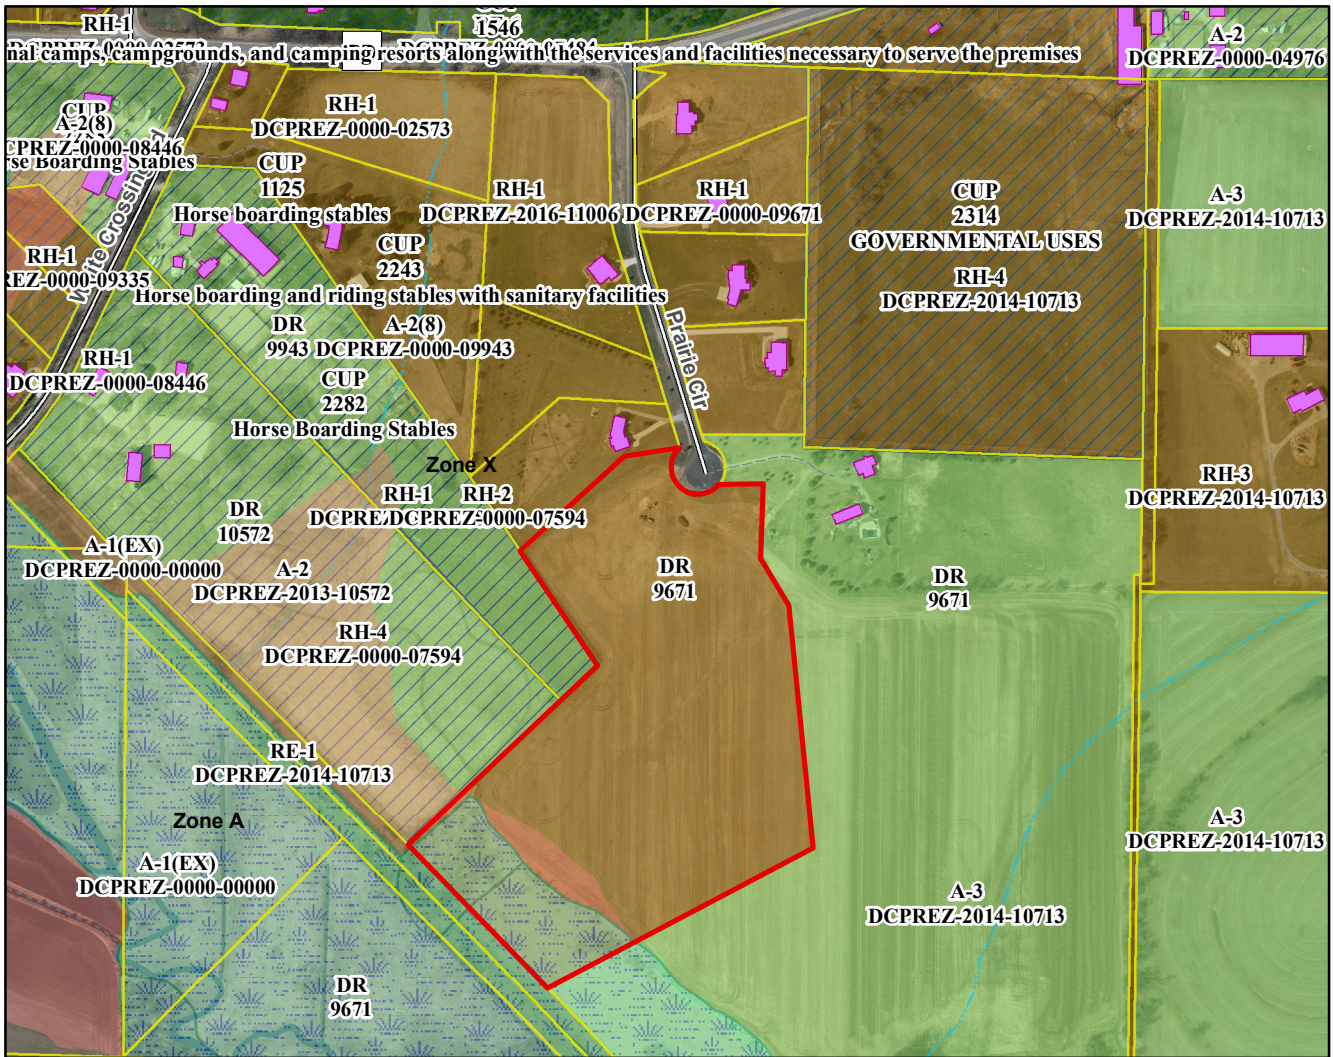 RH-1
1546
nal camps, campgrounds, and camping resorts along with the services and facilities necessary to serve the premises
A-2
DCPREZ-0000-04976
RH-1
DCPREZ-0000-02573
CUP
A-2(8)
CPREZ-0000-08446
rse Boarding Stables
CUP
1125
Horse boarding stables
RH-1
DCPREZ-2016-11006
RH-1
DCPREZ-0000-09671
CUP
2314
GOVERNMENTAL USES
RH-4
DCPREZ-2014-10713
A-3
DCPREZ-2014-10713
CUP
2243
Horse boarding and riding stables with sanitary facilities
RH-1
REZ-0000-09335
DR
9943
A-2(8)
DCPREZ-0000-09943
Prairie Cir
RH-1
DCPREZ-0000-08446
CUP
2282
Horse Boarding Stables
Zone X
RH-1
RH-2
DCPREZ-0000-07594
RH-3
DCPREZ-2014-10713
DR
10572
A-1(EX)
DCPREZ-0000-00000
A-2
DCPREZ-2013-10572
DR
9671
DR
9671
RH-4
DCPREZ-0000-07594
RE-1
DCPREZ-2014-10713
Zone A
A-1(EX)
DCPREZ-0000-00000
A-3
DCPREZ-2014-10713
A-3
DCPREZ-2014-10713
DR
9671